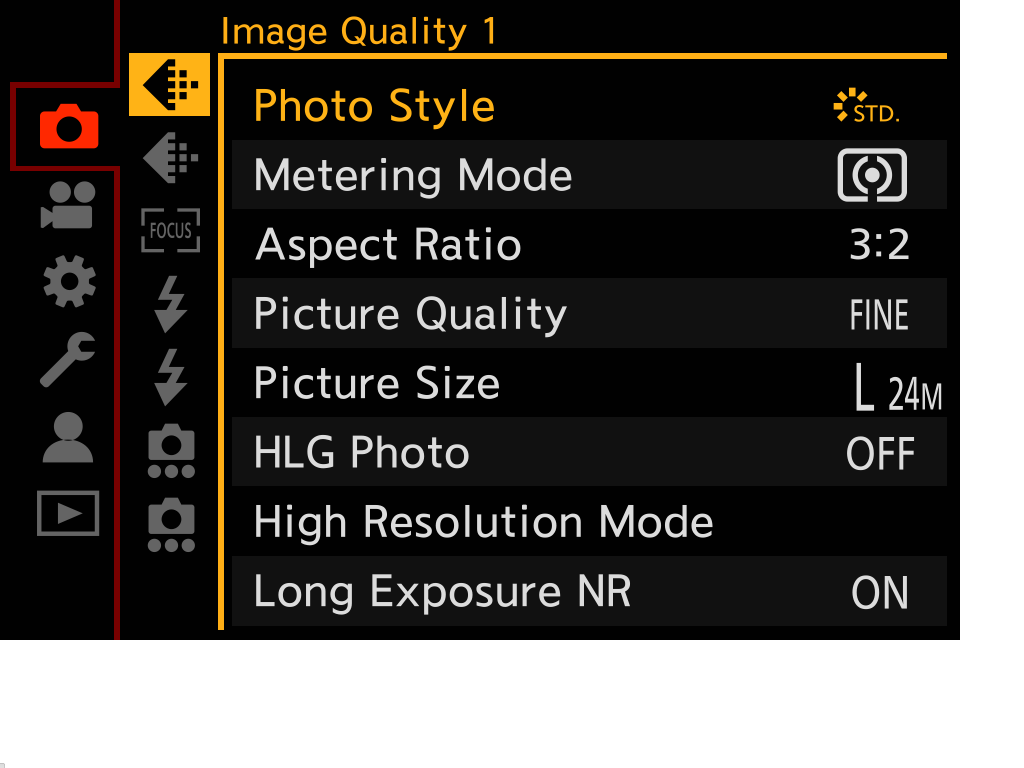 Image Quality 1
Photo Style STD.
Metering Mode
Aspect Ratio 3:2
FOCUS
Picture Quality FINE
Picture Size L 24M
HLG Photo OFF
High Resolution Mode
Long Exposure NR ON